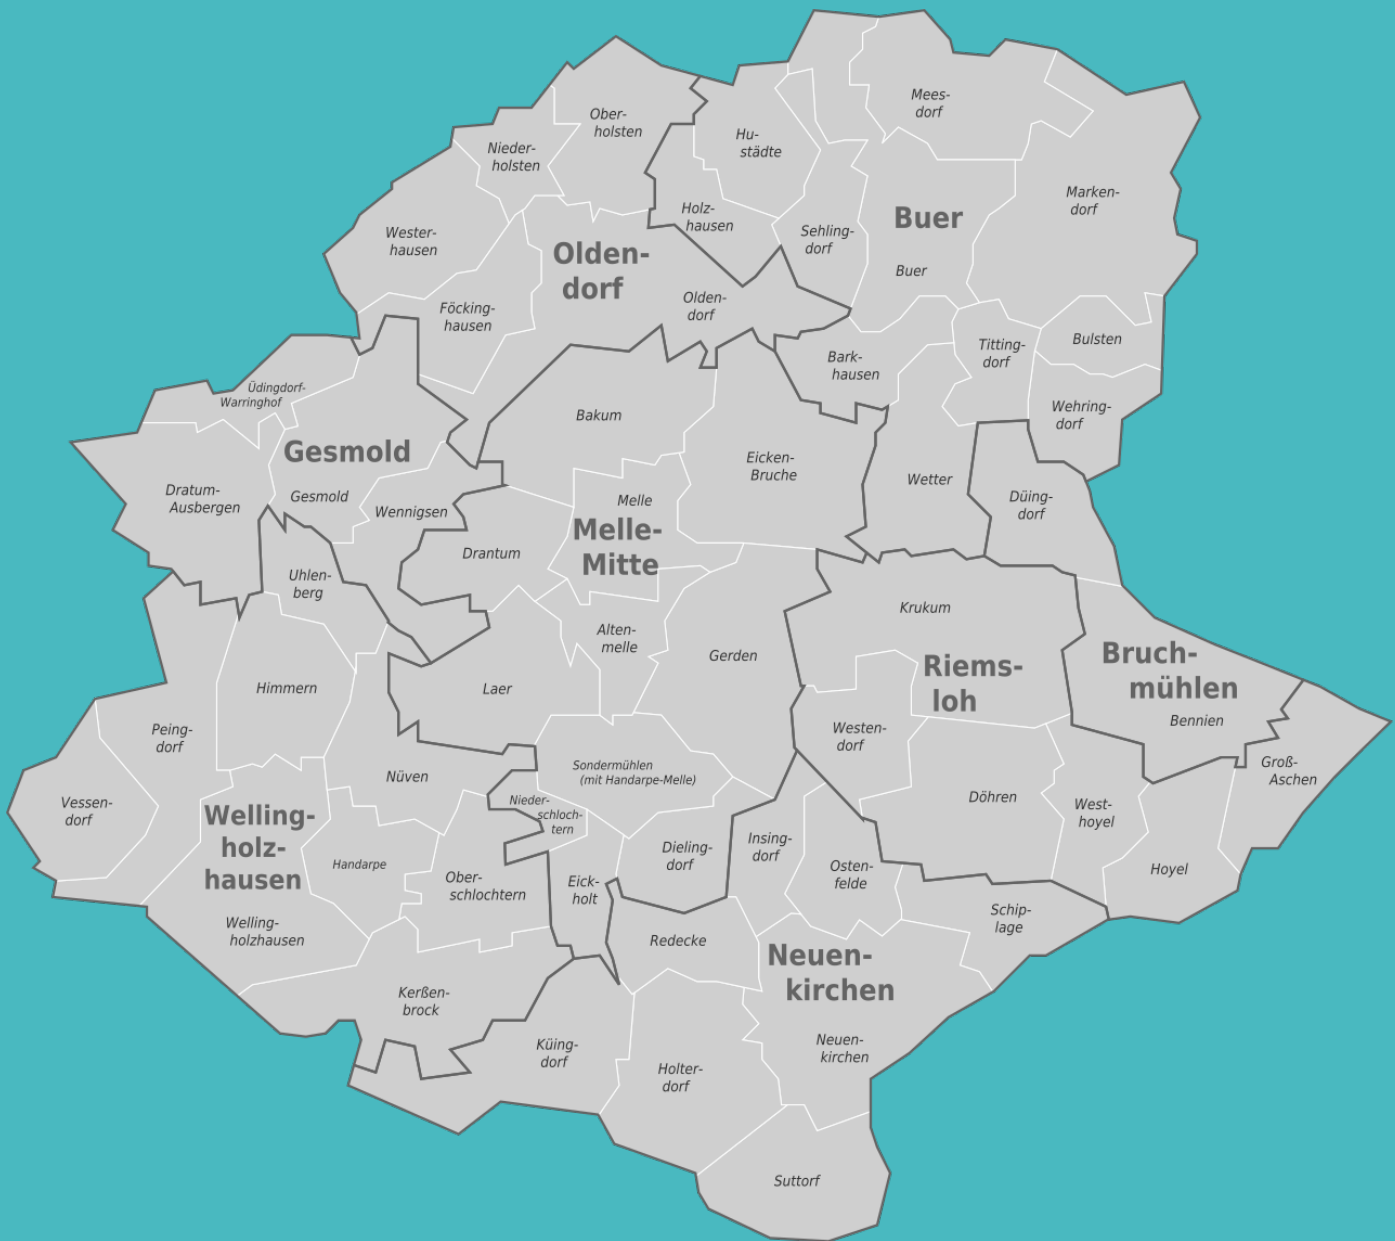 Mees-
dorf
Ober-
holsten
Hu-
städte
Nieder-
holsten
Marken-
dorf
Holz-
hausen
Buer
Wester-
hausen
Sehling-
dorf
Olden-
dorf
Buer
Olden-
dorf
Föcking-
hausen
Bulsten
Titting-
dorf
Bark-
hausen
Üdingdorf-
Warringhof
Bakum
Wehring-
dorf
Gesmold
Eicken-
Bruche
Wetter
Dratum-
Ausbergen
Gesmold
Melle
Düing-
dorf
Wennigsen
Melle-
Mitte
Drantum
Uhlen-
berg
Krukum
Alten-
melle
Gerden
Bruch-
mühlen
Riems-
loh
Himmern
Laer
Bennien
Peing-
dorf
Westen-
dorf
Groß-
Aschen
Sondermühlen
(mit Handarpe-Melle)
Nüven
Döhren
Nieder-
schloch-
tern
Vessen-
dorf
West-
hoyel
Welling-
holz-
hausen
Insing-
dorf
Dieling-
dorf
Handarpe
Osten-
felde
Hoyel
Ober-
schlochtern
Eick-
holt
Schip-
lage
Welling-
holzhausen
Redecke
Neuen-
kirchen
Kerßen-
brock
Neuen-
kirchen
Küing-
dorf
Holter-
dorf
Suttorf